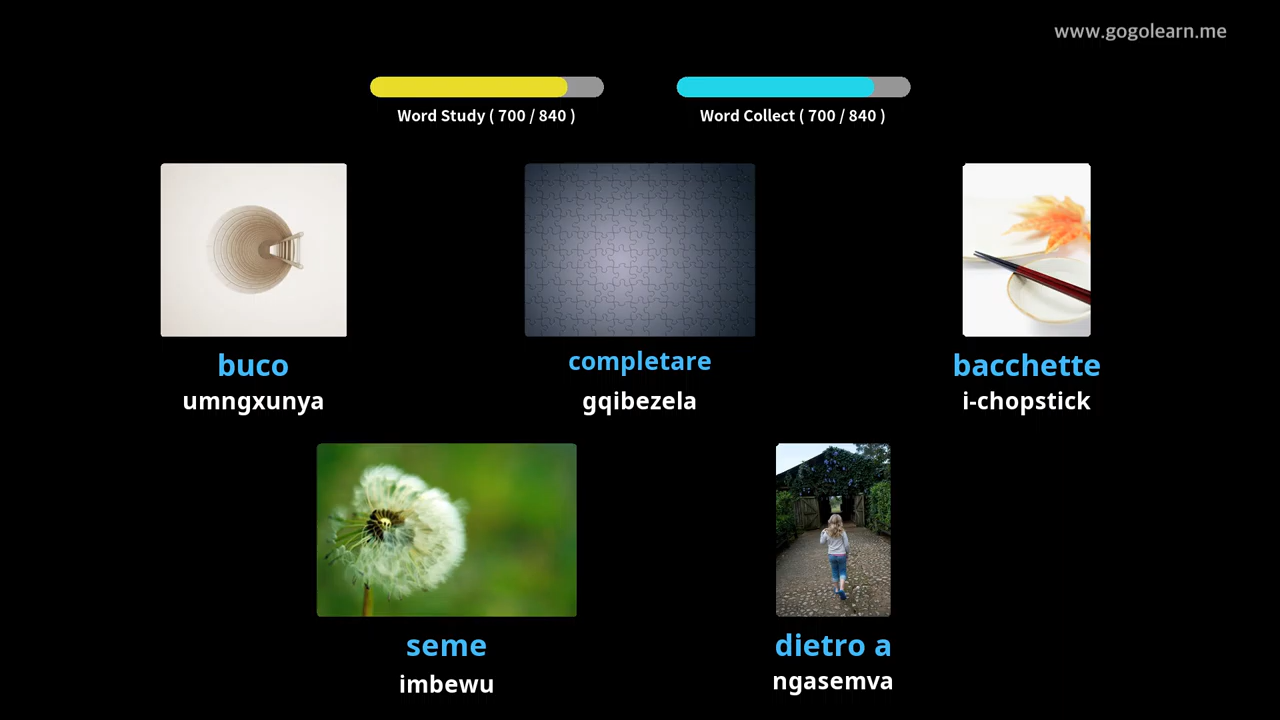 www.gogolearn.me
Word Study ( 700 / 840 )
Word Collect ( 700 / 840 )
buco
umngxunya
completare
gqibezela
bacchette
i-chopstick
seme
imbewu
dietro a
ngasemva